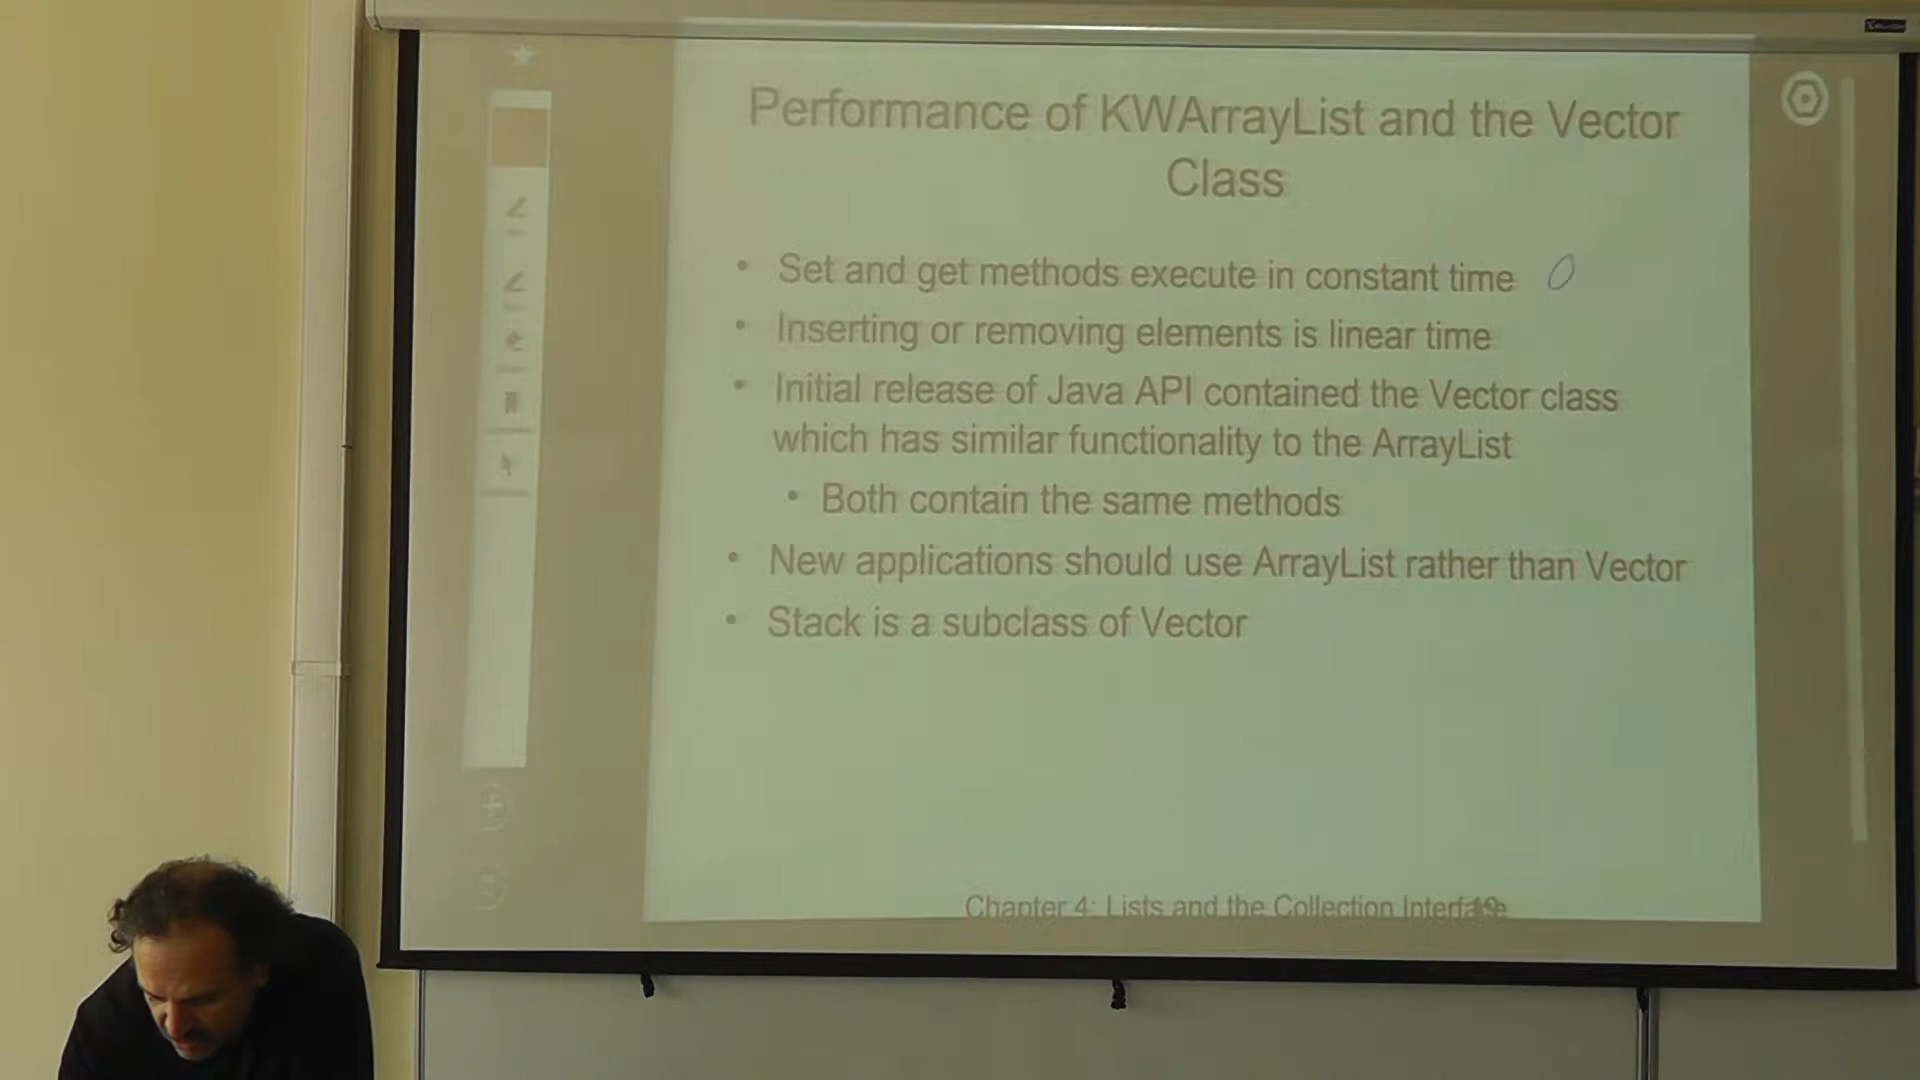 Performance of KWArrayList and the Vector
Class
• Set and get methods execute in constant time O
• Inserting or removing elements is linear time
• Initial release of Java API contained the Vector class
which has similar functionality to the ArrayList
• Both contain the same methods
• New applications should use ArrayList rather than Vector
• Stack is a subclass of Vector
Chapter 4: Lists and the Collection Interface